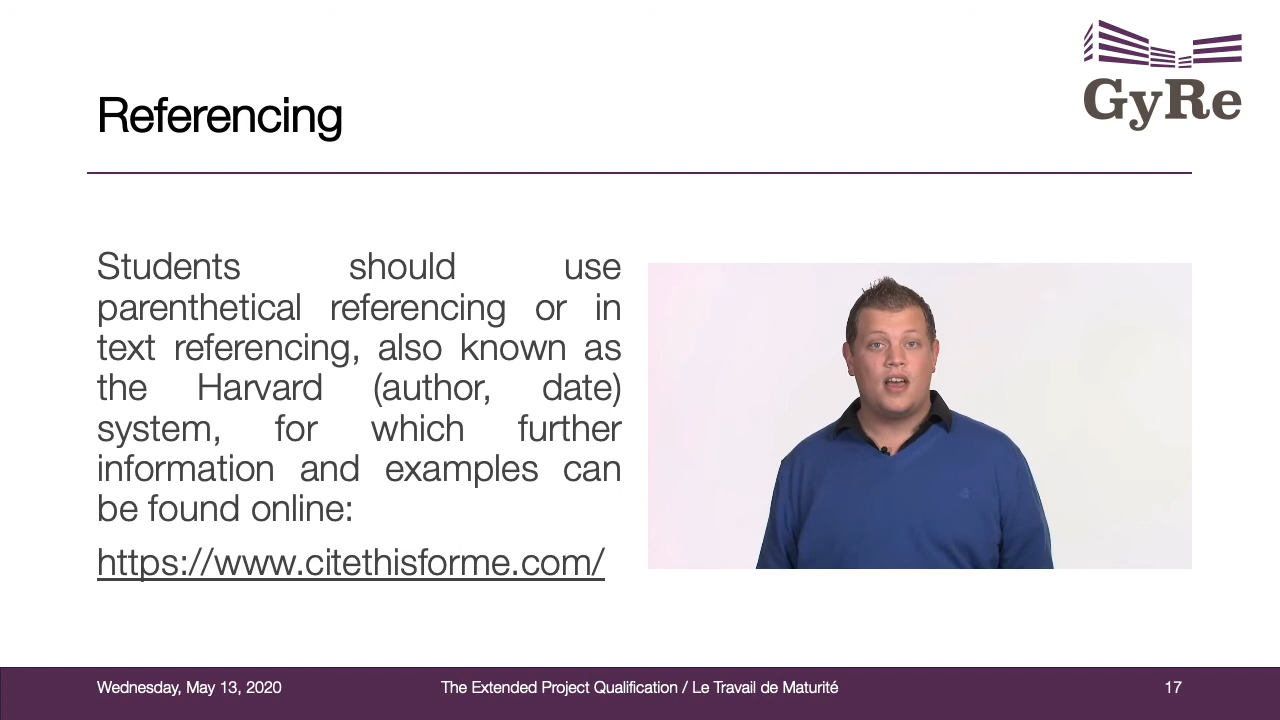 GyRe
Referencing
Students should use
parenthetical referencing or in
text referencing, also known as
the Harvard (author, date)
system, for which further
information and examples can
be found online:
https://www.citethisforme.com/
Wednesday, May 13, 2020
The Extended Project Qualification / Le Travail de Maturité
17